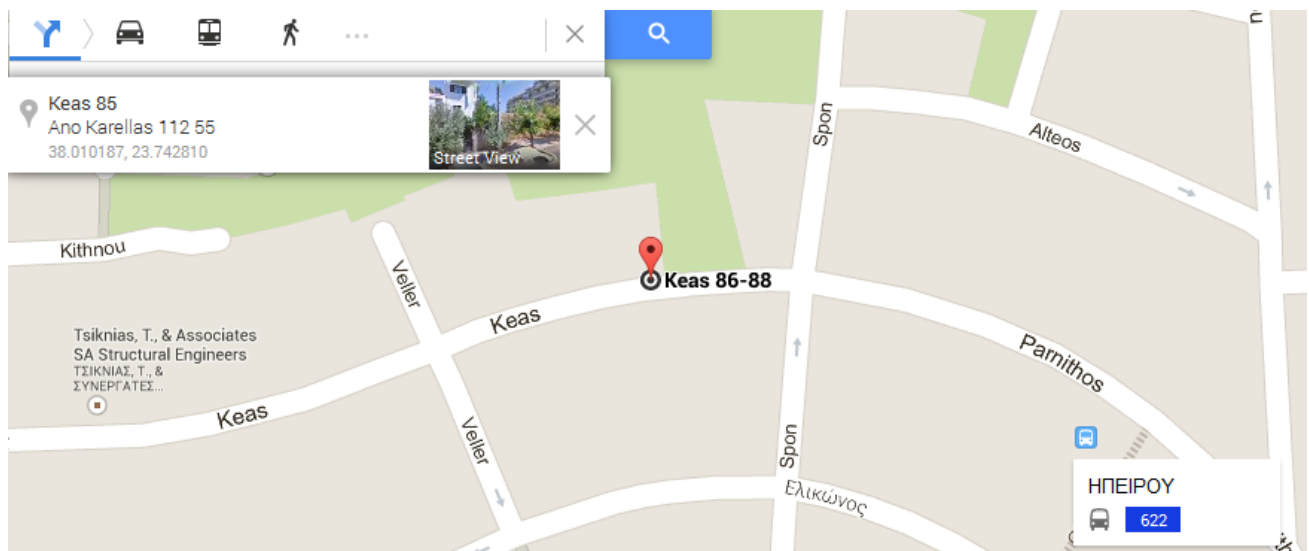 Keas 85
Ano Karellas 112 55
38.010187, 23.742810
Street View
Spon
Alteos
Kithnou
Veller
Keas 86-88
Keas
Tsiknias, T., & Associates
SA Structural Engineers
ΤΣΙΚΝΙΑΣ, Τ., &
ΣΥΝΕΡΓΑΤΕΣ...
Parnithos
Keas
Veller
Spon
Ελικώνος
ΗΠΕΙΡΟΥ
622